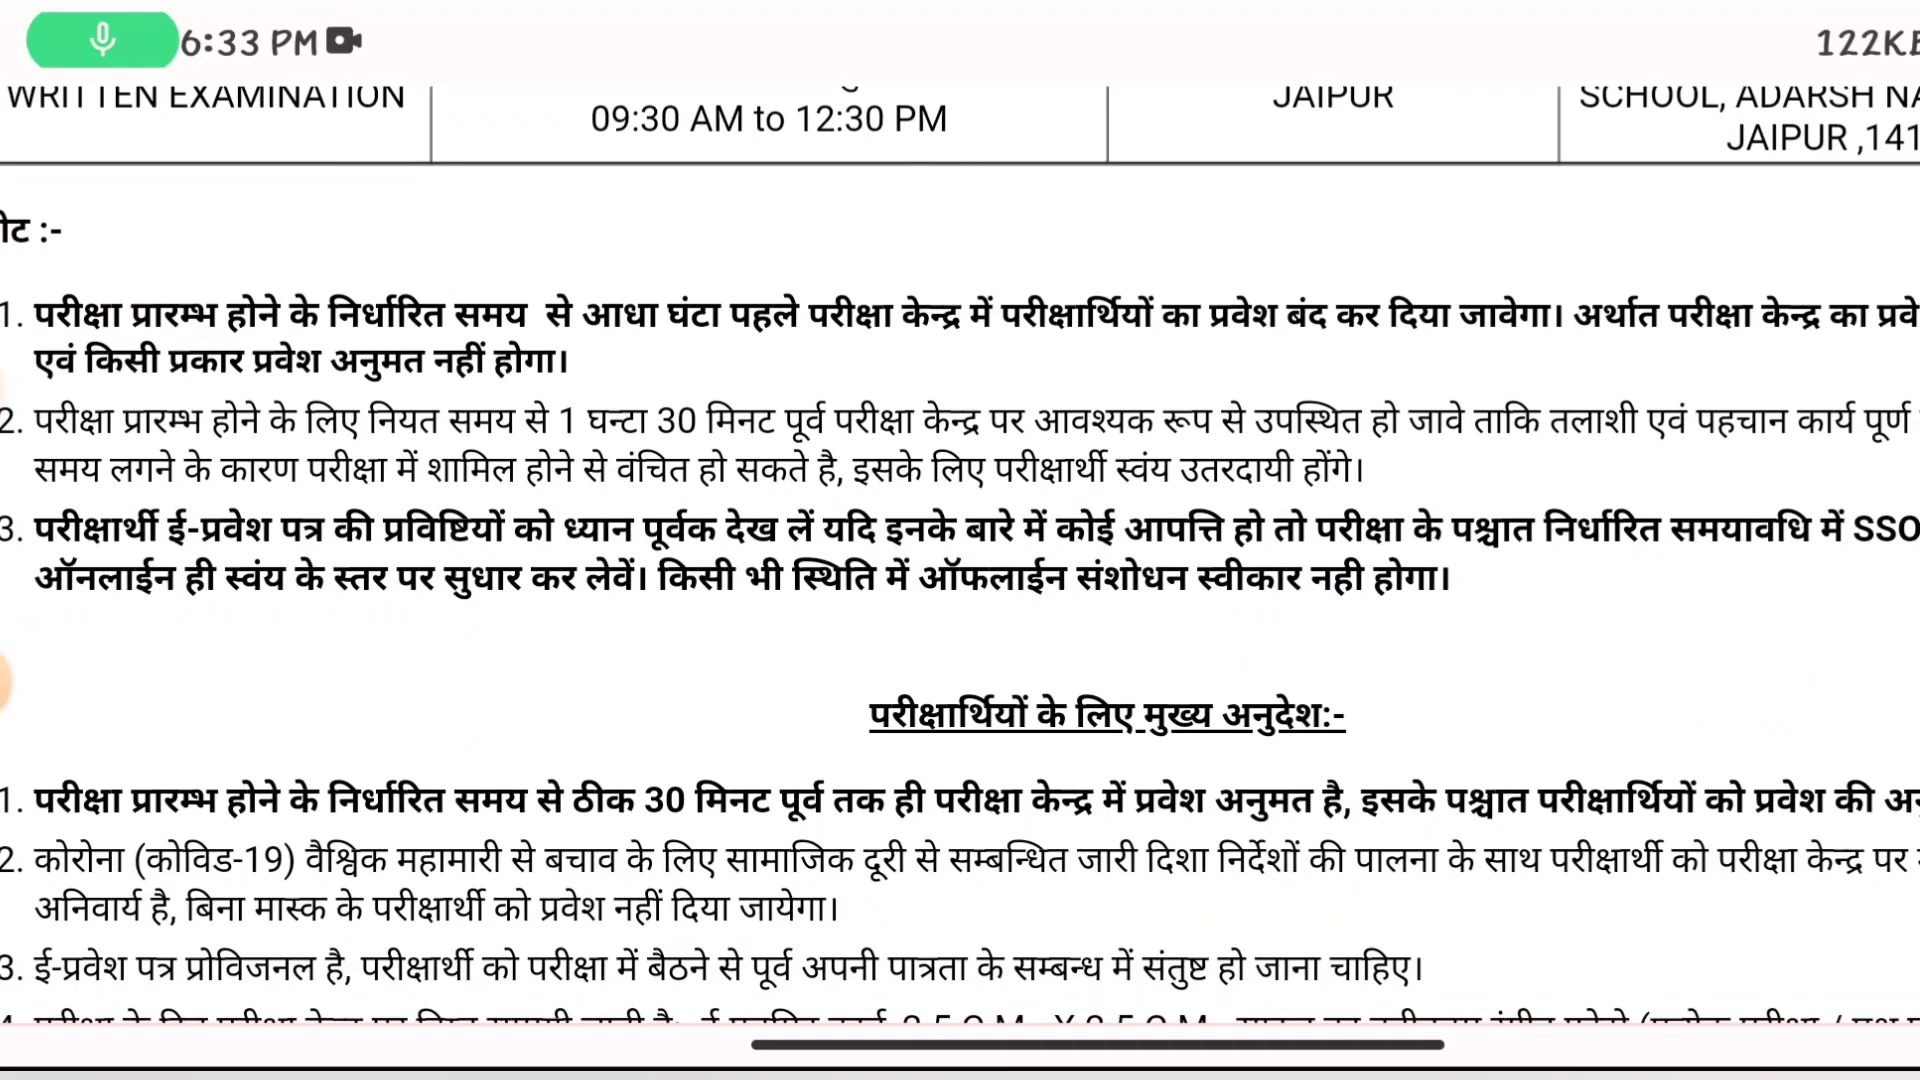 6:33 PM
122K
WRITTEN EXAMINATION
09:30 AM to 12:30 PM
JAIPUR
SCHOOL, ADARSH
JAIPUR ,141
:-
1. परीक्षा प्रारम्भ होने के निर्धारित समय से आधा घंटा पहले परीक्षा केन्द्र में परीक्षार्थियों का प्रवेश बंद कर दिया जावेगा। अर्थात परीक्षा केन्द्र का
एवं किसी प्रकार प्रवेश अनुमत नहीं होगा।
2. परीक्षा प्रारम्भ होने के लिए नियत समय से 1 घन्टा 30 मिनट पूर्व परीक्षा केन्द्र पर आवश्यक रूप से उपस्थित हो जावे ताकि तलाशी एवं पहचान कार्य पूर्ण
समय लगने के कारण परीक्षा में शामिल होने से वंचित हो सकते है, इसके लिए परीक्षार्थी स्वंय उतरदायी होंगे।
3. परीक्षार्थी ई-प्रवेश पत्र की प्रविष्टियों को ध्यान पूर्वक देख लें यदि इनके बारे में कोई आपत्ति हो तो परीक्षा के पश्चात निर्धारित समयावधि में SSO
ऑनलाईन ही स्वंय के स्तर पर सुधार कर लेवें। किसी भी स्थिति में ऑफलाईन संशोधन स्वीकार नही होगा।
परीक्षार्थियों के लिए मुख्य अनुदेश:-
1. परीक्षा प्रारम्भ होने के निर्धारित समय से ठीक 30 मिनट पूर्व तक ही परीक्षा केन्द्र में प्रवेश अनुमत है, इसके पश्चात परीक्षार्थियों को प्रवेश की
2. कोरोना (कोविड-19) वैश्विक महामारी से बचाव के लिए सामाजिक दूरी से सम्बन्धित जारी दिशा निर्देशों की पालना के साथ परीक्षार्थी को परीक्षा केन्द्र पर
अनिवार्य है, बिना मास्क के परीक्षार्थी को प्रवेश नहीं दिया जायेगा।
3. ई-प्रवेश पत्र प्रोविजनल है, परीक्षार्थी को परीक्षा में बैठने से पूर्व अपनी पात्रता के सम्बन्ध में संतुष्ट हो जाना चाहिए।